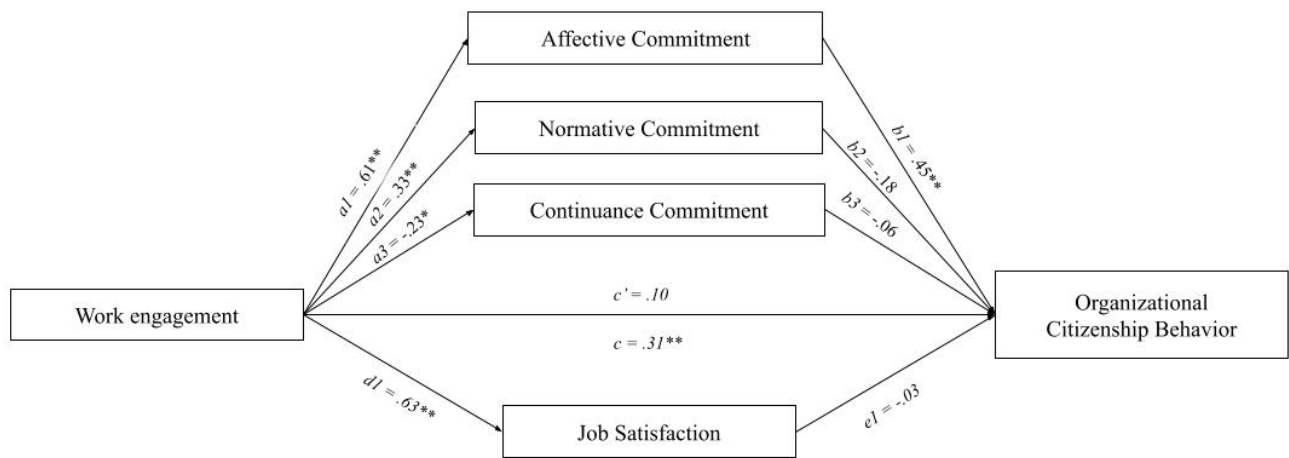 Affective Commitment
Normative Commitment
Continuance Commitment
a1 = .61**
a2 = .33**
a3 = -.23*
b1 = .45**
b2 = -.18
b3 = -.06
Work engagement
c' = .10
c = .31**
Organizational
Citizenship Behavior
d1 = .63**
e1 = -.03
Job Satisfaction